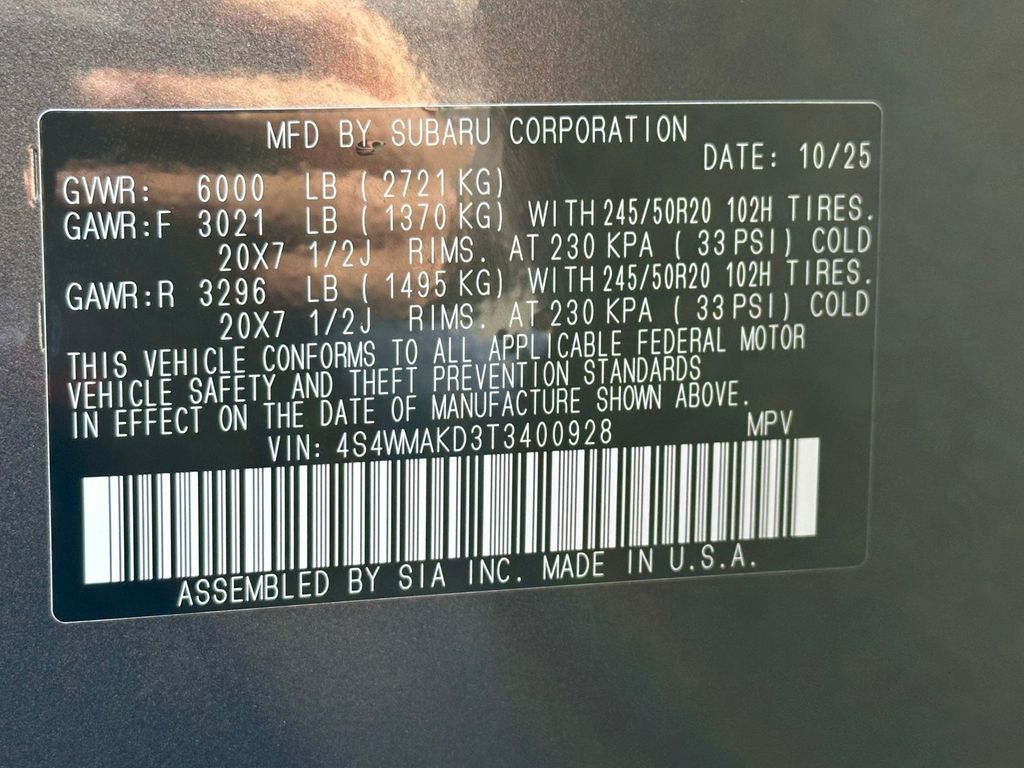 MFD BY SUBARU CORPORATION
DATE: 10/25
GVWR: 6000 LB ( 2721 KG)
GAWR:F 3021 LB ( 1370 KG) WITH 245/50R20 102H TIRES.
20X7 1/2J RIMS. AT 230 KPA ( 33 PSI) COLD
GAWR:R 3296 LB ( 1495 KG) WITH 245/50R20 102H TIRES.
20X7 1/2J RIMS. AT 230 KPA ( 33 PSI) COLD
THIS VEHICLE CONFORMS TO ALL APPLICABLE FEDERAL MOTOR
VEHICLE SAFETY AND THEFT PREVENTION STANDARDS
IN EFFECT ON THE DATE OF MANUFACTURE SHOWN ABOVE.
VIN: 4S4WMAKD3T3400928 MPV
ASSEMBLED BY SIA INC. MADE IN U.S.A.